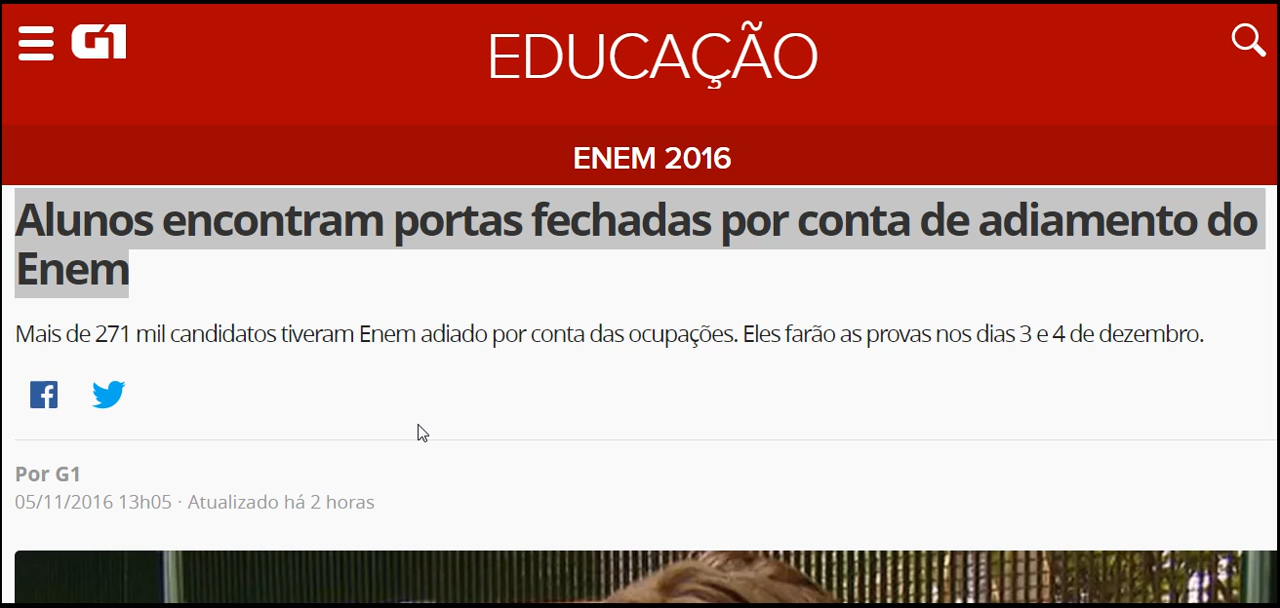 G1
EDUCAÇÃO
ENEM 2016
Alunos encontram portas fechadas por conta de adiamento do
Enem
Mais de 271 mil candidatos tiveram Enem adiado por conta das ocupações. Eles farão as provas nos dias 3 e 4 de dezembro.
Por G1
05/11/2016 13h05 · Atualizado há 2 horas